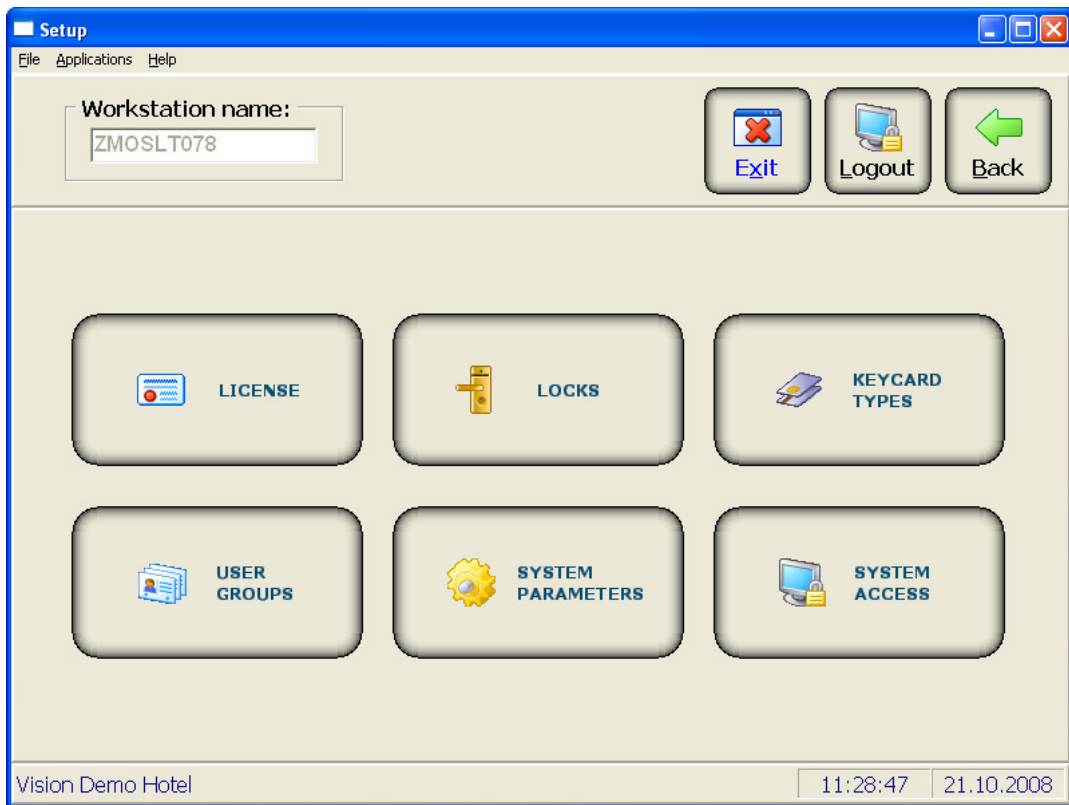 Setup
File Applications Help
Workstation name:
ZMOSLT078
Exit
Logout
Back
LICENSE
LOCKS
KEYCARD
TYPES
USER
GROUPS
SYSTEM
PARAMETERS
SYSTEM
ACCESS
Vision Demo Hotel
11:28:47
21.10.2008